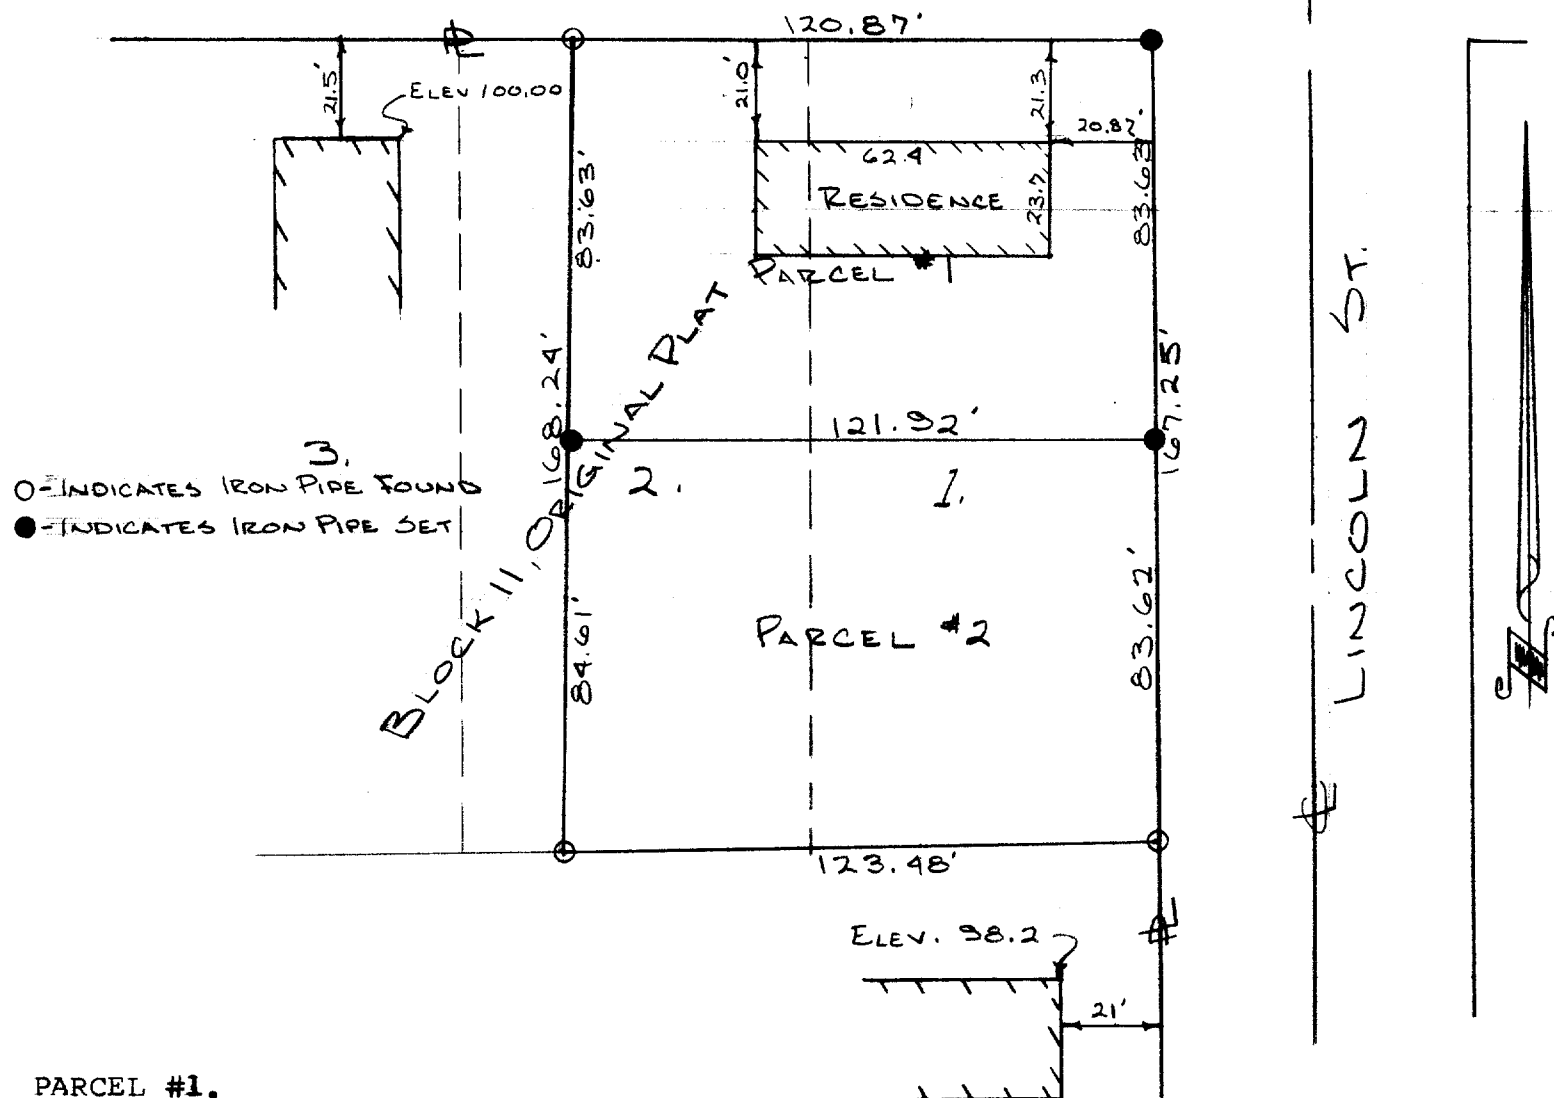 120.87'
℄
21.5'
ELEV 100.00
21.0'
21.3
20.87'
62.4
RESIDENCE
23.7
83.63'
83.63'
PARCEL #1
168.24'
167.25'
121.92'
3.
2.
1.
O-INDICATES IRON PIPE FOUND
●-INDICATES IRON PIPE SET
BLOCK 11, ORIGINAL PLAT
84.61'
PARCEL #2
83.62'
LINCOLN ST.
℄
123.48'
ELEV. 98.2
21'
PARCEL #1.